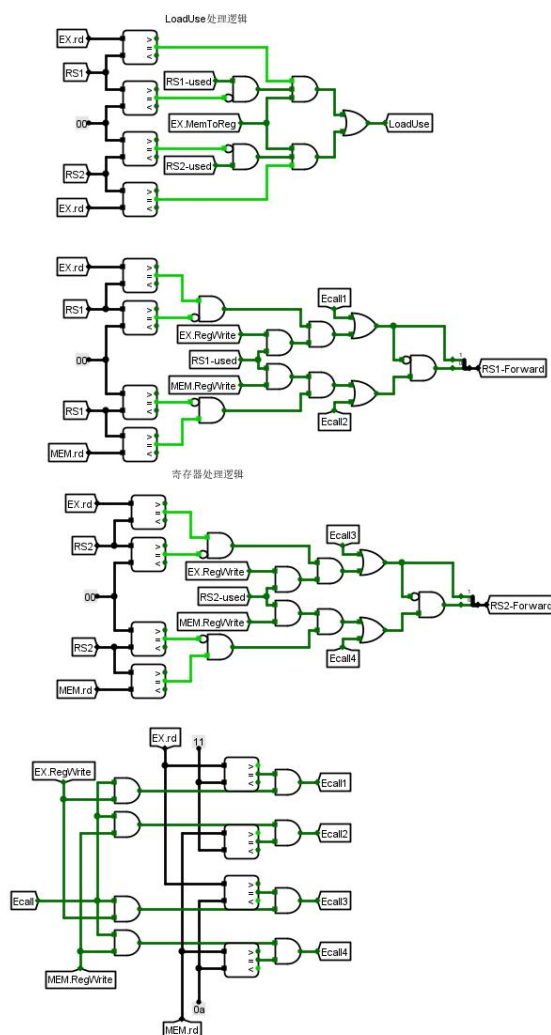 LoadUse处理逻辑
EX.rd
>
=
<
RS1
RS1-used
>
=
<
00
EX.MemToReg
LoadUse
>
=
<
RS2
RS2-used
EX.rd
>
=
<
EX.rd
>
=
<
RS1
Ecall1
>
=
<
EX.RegWrite
00
RS1-used
1
RS1-Forward
MEM.RegWrite
>
=
<
RS1
Ecall2
MEM.rd
>
=
<
寄存器处理逻辑
EX.rd
>
=
<
RS2
Ecall3
>
=
<
EX.RegWrite
00
RS2-used
1
RS2-Forward
MEM.RegWrite
>
=
<
RS2
Ecall4
MEM.rd
>
=
<
EX.rd
11
EX.RegWrite
>
=
<
Ecall1
>
=
<
Ecall2
Ecall
>
=
<
Ecall3
>
=
<
Ecall4
MEM.RegWrite
0a
MEM.rd